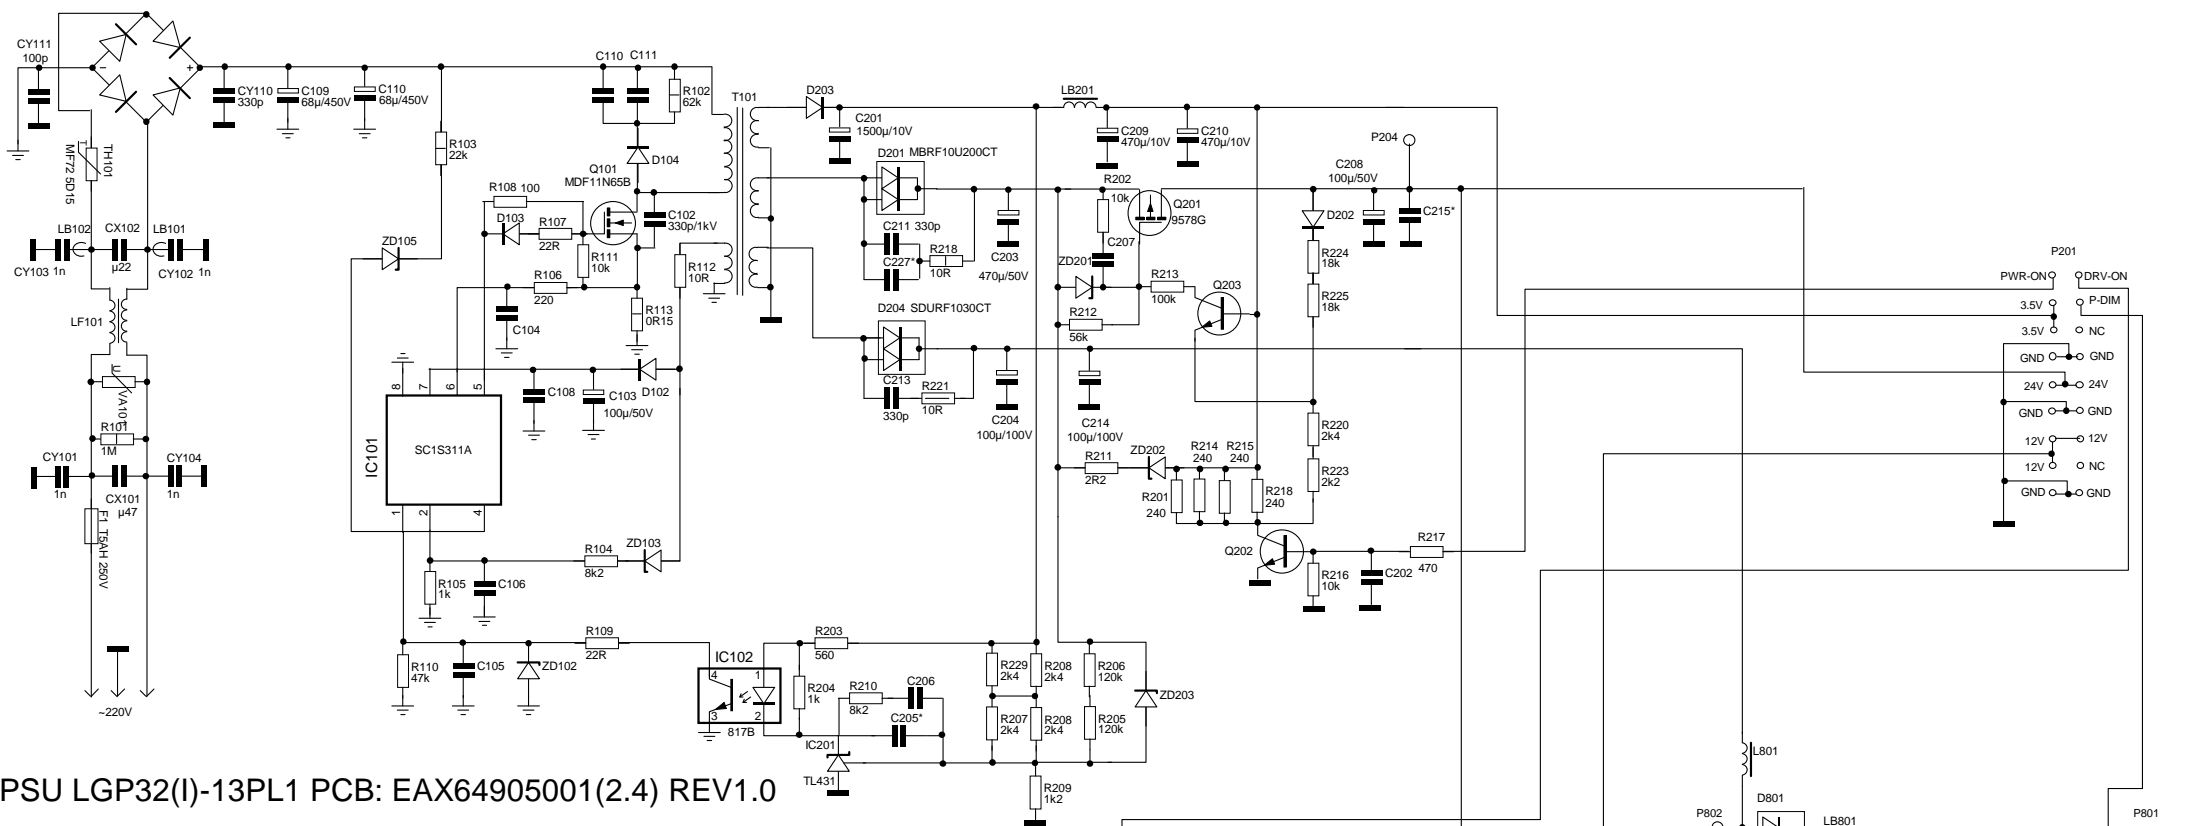 CY111
100p
CY110
330p
C109
68µ/450V
C110
68µ/450V
C110 C111
R102
62k
R103
22k
D104
T101
TH101
MF72 5D15
T
Q101
MDF11N65B
R108 100
D103
R107
22R
C102
330p/1kV
R111
10k
R106
220
C104
R113
0R15
R112
10R
ZD105
LB102
CX102
LB101
CY103 1n
µ22
CY102 1n
LF101
U
VA101
R101
1M
CY101
1n
CX101
µ47
CY104
1n
F1 T5AH 250V
~220V
8
7
6
5
IC101
SC1S311A
1
2
4
C108
C103
100µ/50V
D102
R104
8k2
ZD103
R105
1k
C106
R109
22R
R110
47k
C105
ZD102
IC102
4
1
3
2
817B
R203
560
R204
1k
R210
8k2
C206
C205*
IC201
TL431
R229
2k4
R208
2k4
R207
2k4
R208
2k4
R206
120k
R205
120k
ZD203
R209
1k2
D203
C201
1500µ/10V
D201 MBRF10U200CT
C211 330p
C227*
R218
10R
C203
470µ/50V
D204 SDURF1030CT
C213
330p
R221
10R
C204
100µ/100V
C214
100µ/100V
LB201
C209
470µ/10V
C210
470µ/10V
R202
10k
Q201
9578G
C207
ZD201
R213
100k
Q203
R212
56k
P204
C208
100µ/50V
D202
C215*
R224
18k
R225
18k
R220
2k4
R223
2k2
R211
2R2
ZD202
R214
240
R215
240
R201
240
R218
240
Q202
R216
10k
C202
R217
470
P201
PWR-ON
DRV-ON
3.5V
P-DIM
3.5V
NC
GND
GND
24V
24V
GND
GND
12V
12V
12V
NC
GND
GND
L801
D801
P802
LB801
P801
PSU LGP32(I)-13PL1 PCB: EAX64905001(2.4) REV1.0